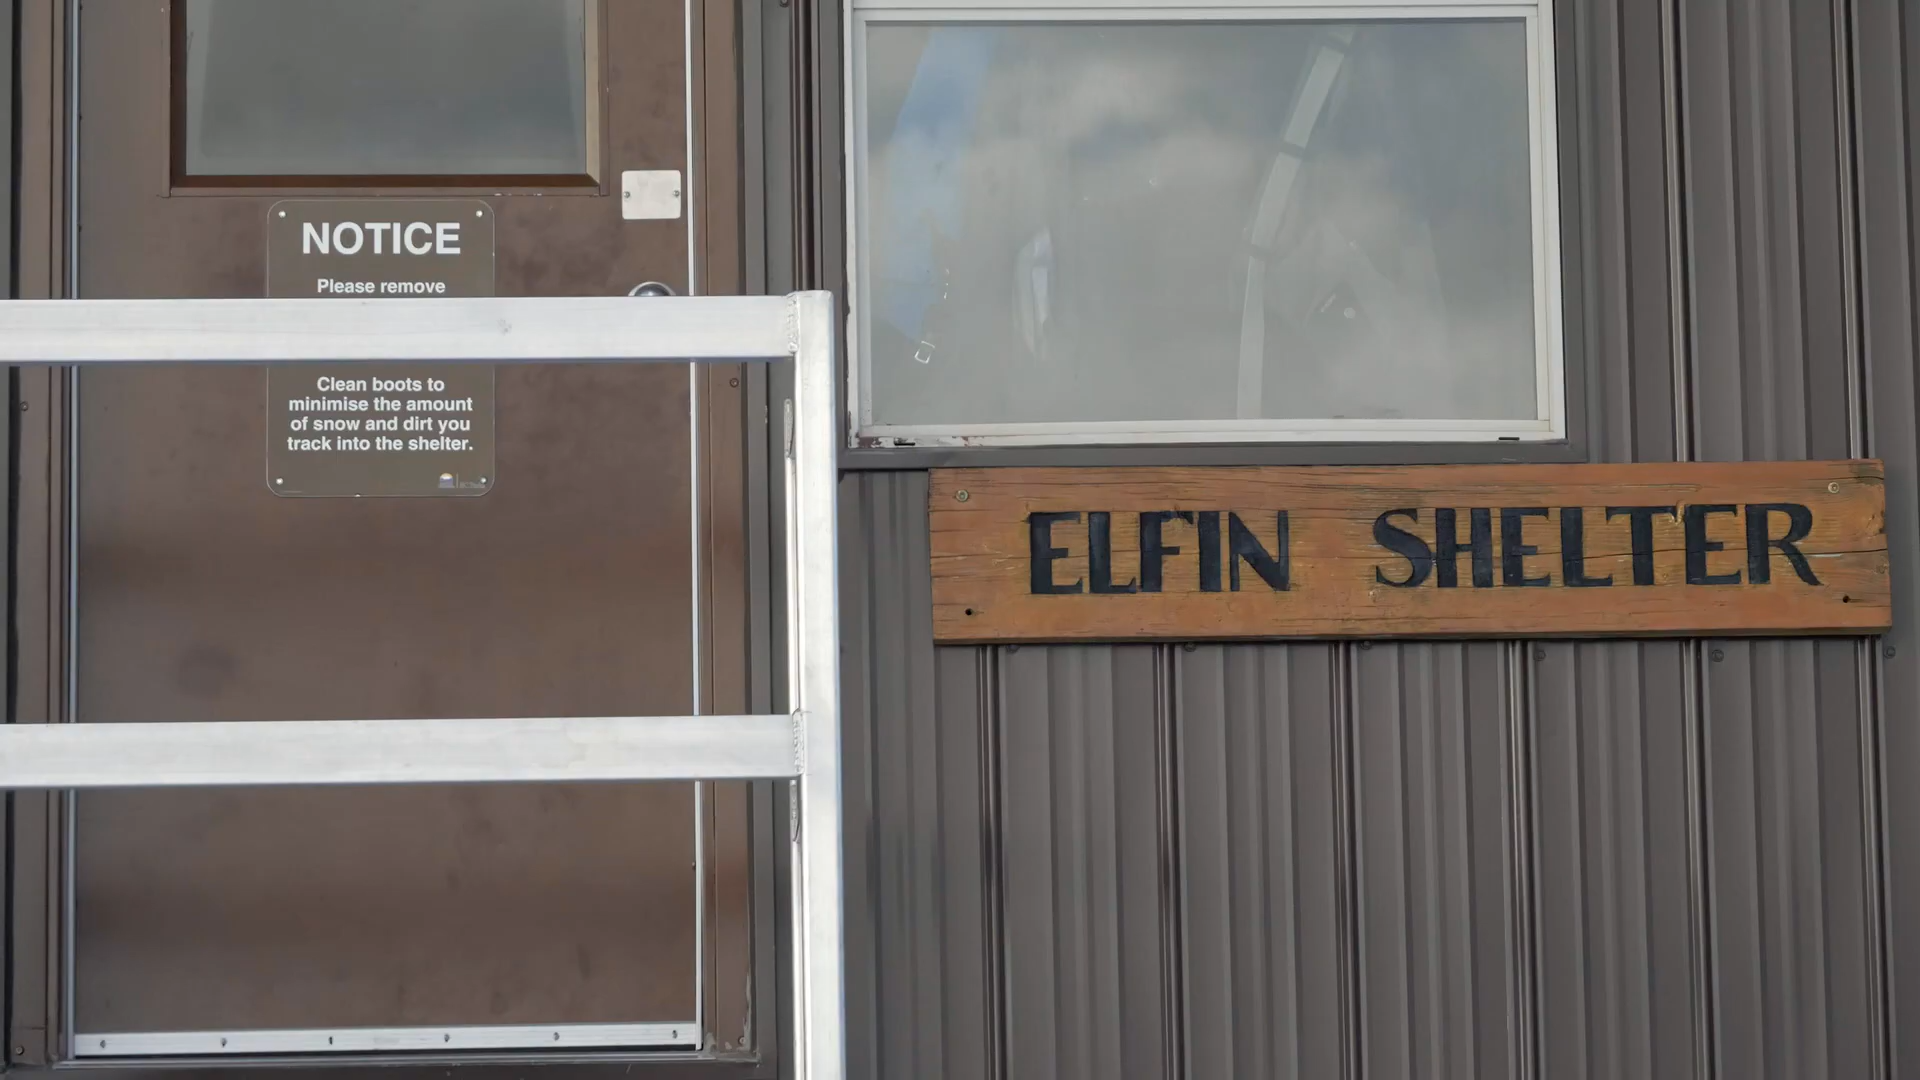 NOTICE
Please remove
Clean boots to
minimise the amount
of snow and dirt you
track into the shelter.
ELFIN SHELTER